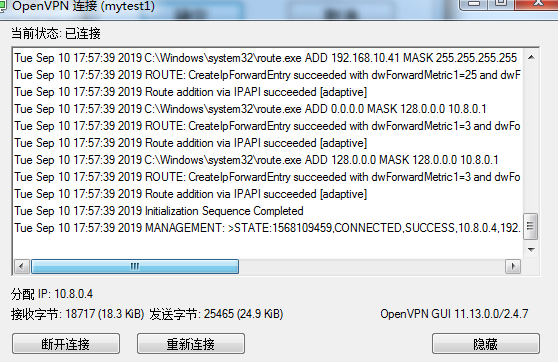 OpenVPN 连接 (mytest1)
当前状态: 已连接
Tue Sep 10 17:57:39 2019 C:\Windows\system32\route.exe ADD 192.168.10.41 MASK 255.255.255.255
Tue Sep 10 17:57:39 2019 ROUTE: CreateIpForwardEntry succeeded with dwForwardMetric1=25 and dwF
Tue Sep 10 17:57:39 2019 Route addition via IPAPI succeeded [adaptive]
Tue Sep 10 17:57:39 2019 C:\Windows\system32\route.exe ADD 0.0.0.0 MASK 128.0.0.0 10.8.0.1
Tue Sep 10 17:57:39 2019 ROUTE: CreateIpForwardEntry succeeded with dwForwardMetric1=3 and dwFo
Tue Sep 10 17:57:39 2019 Route addition via IPAPI succeeded [adaptive]
Tue Sep 10 17:57:39 2019 C:\Windows\system32\route.exe ADD 128.0.0.0 MASK 128.0.0.0 10.8.0.1
Tue Sep 10 17:57:39 2019 ROUTE: CreateIpForwardEntry succeeded with dwForwardMetric1=3 and dwFo
Tue Sep 10 17:57:39 2019 Route addition via IPAPI succeeded [adaptive]
Tue Sep 10 17:57:39 2019 Initialization Sequence Completed
Tue Sep 10 17:57:39 2019 MANAGEMENT: >STATE:1568109459,CONNECTED,SUCCESS,10.8.0.4,192.
分配 IP: 10.8.0.4
接收字节: 18717 (18.3 KiB) 发送字节: 25465 (24.9 KiB) OpenVPN GUI 11.13.0.0/2.4.7
断开连接 重新连接 隐藏